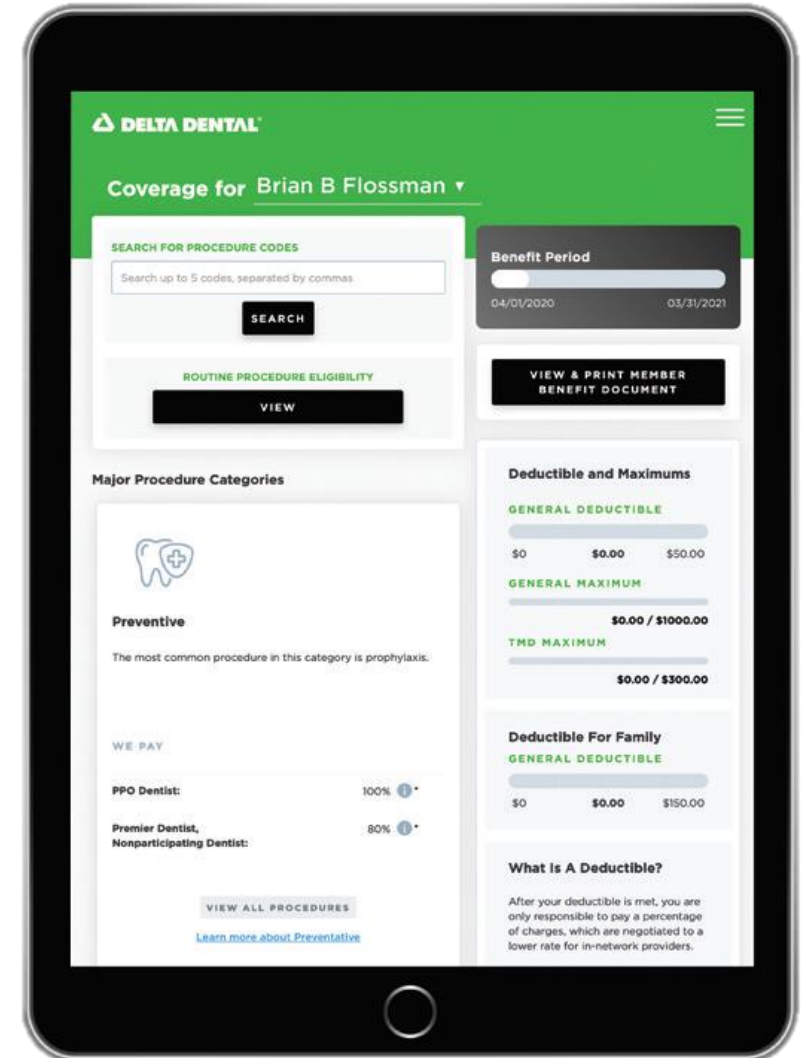 DELTA DENTAL
Coverage for Brian B Flossman ▼
SEARCH FOR PROCEDURE CODES
Search up to 5 codes, separated by commas
SEARCH
ROUTINE PROCEDURE ELIGIBILITY
VIEW
Major Procedure Categories
Preventive
The most common procedure in this category is prophylaxis.
WE PAY
PPO Dentist: 100% i *
Premier Dentist, 80% i *
Nonparticipating Dentist:
VIEW ALL PROCEDURES
Learn more about Preventative
Benefit Period
04/01/2020 03/31/2021
VIEW & PRINT MEMBER
BENEFIT DOCUMENT
Deductible and Maximums
GENERAL DEDUCTIBLE
$0 $0.00 $50.00
GENERAL MAXIMUM
$0.00 / $1000.00
TMD MAXIMUM
$0.00 / $300.00
Deductible For Family
GENERAL DEDUCTIBLE
$0 $0.00 $150.00
What Is A Deductible?
After your deductible is met, you are
only responsible to pay a percentage
of charges, which are negotiated to a
lower rate for in-network providers.